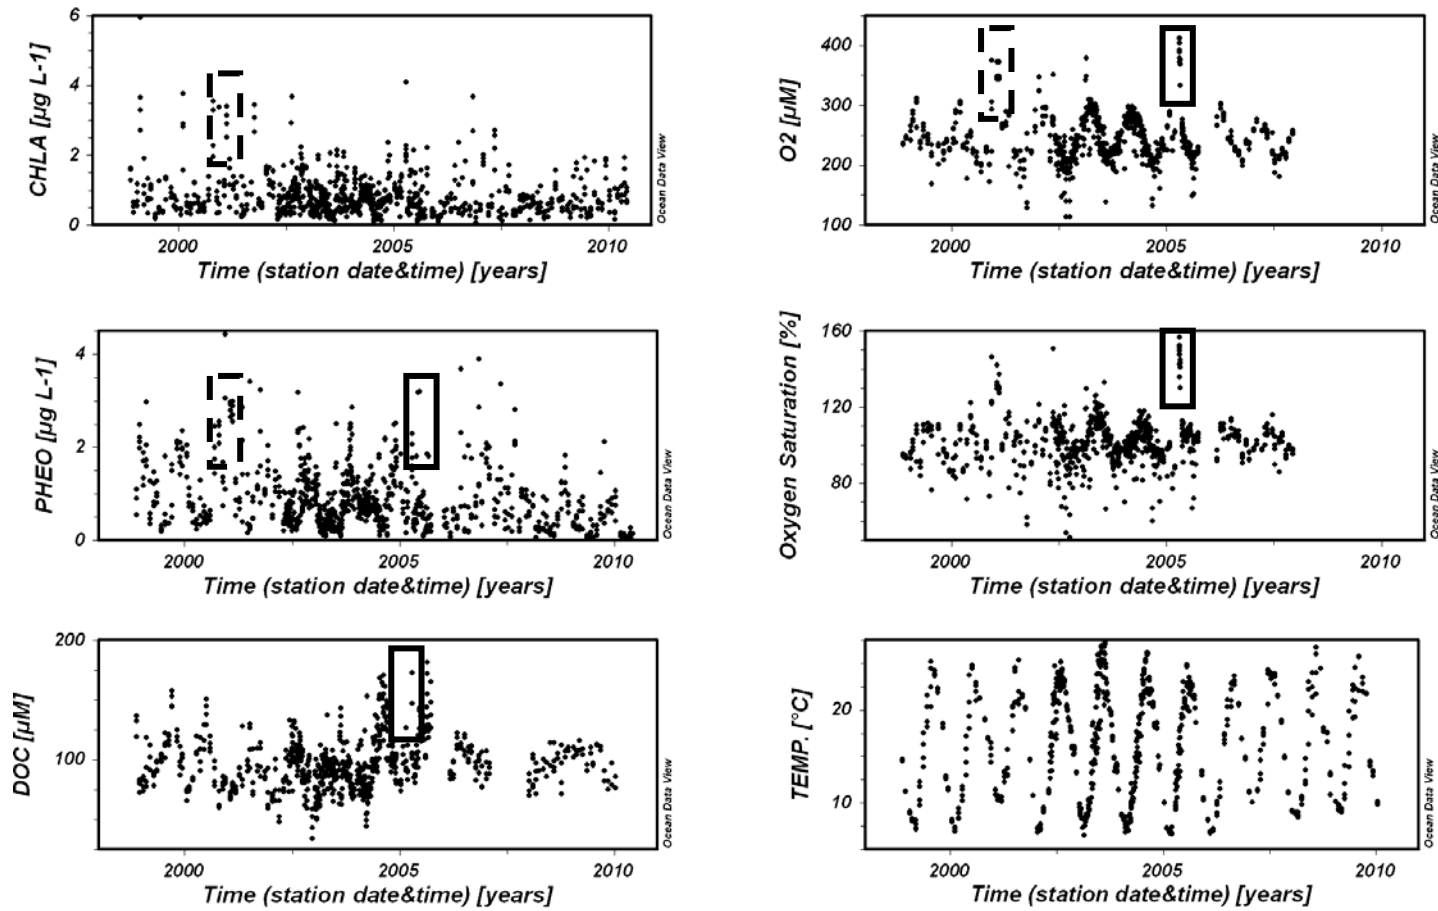 6
4
2
0
CHLA [µg L-1]
2000
2005
2010
Time (station date&time) [years]
Ocean Data View
400
300
200
100
O2 [µM]
2000
2005
2010
Time (station date&time) [years]
Ocean Data View
4
2
0
PHEO [µg L-1]
2000
2005
2010
Time (station date&time) [years]
Ocean Data View
160
120
80
Oxygen Saturation [%]
2000
2005
2010
Time (station date&time) [years]
Ocean Data View
200
100
DOC [µM]
2000
2005
2010
Time (station date&time) [years]
Ocean Data View
20
10
TEMP. [°C]
2000
2005
2010
Time (station date&time) [years]
Ocean Data View